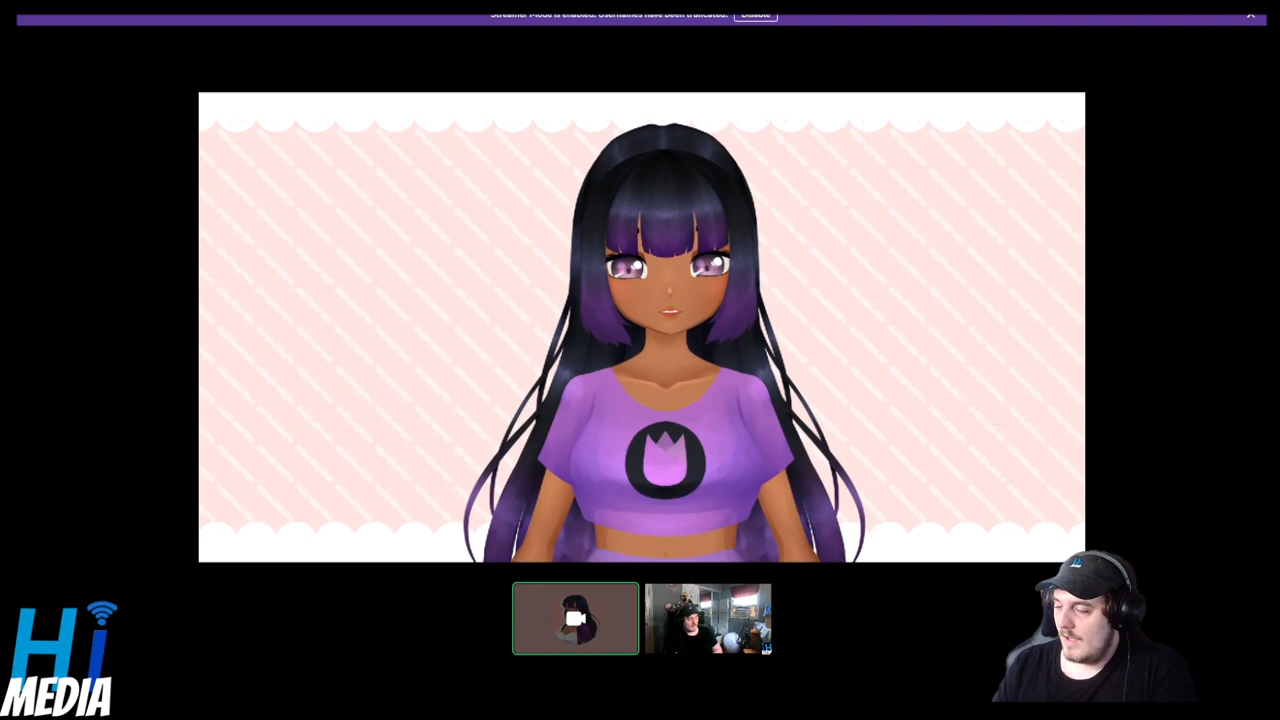 Streamer Mode is enabled. Usernames have been truncated. Disable
Hi
MEDIA